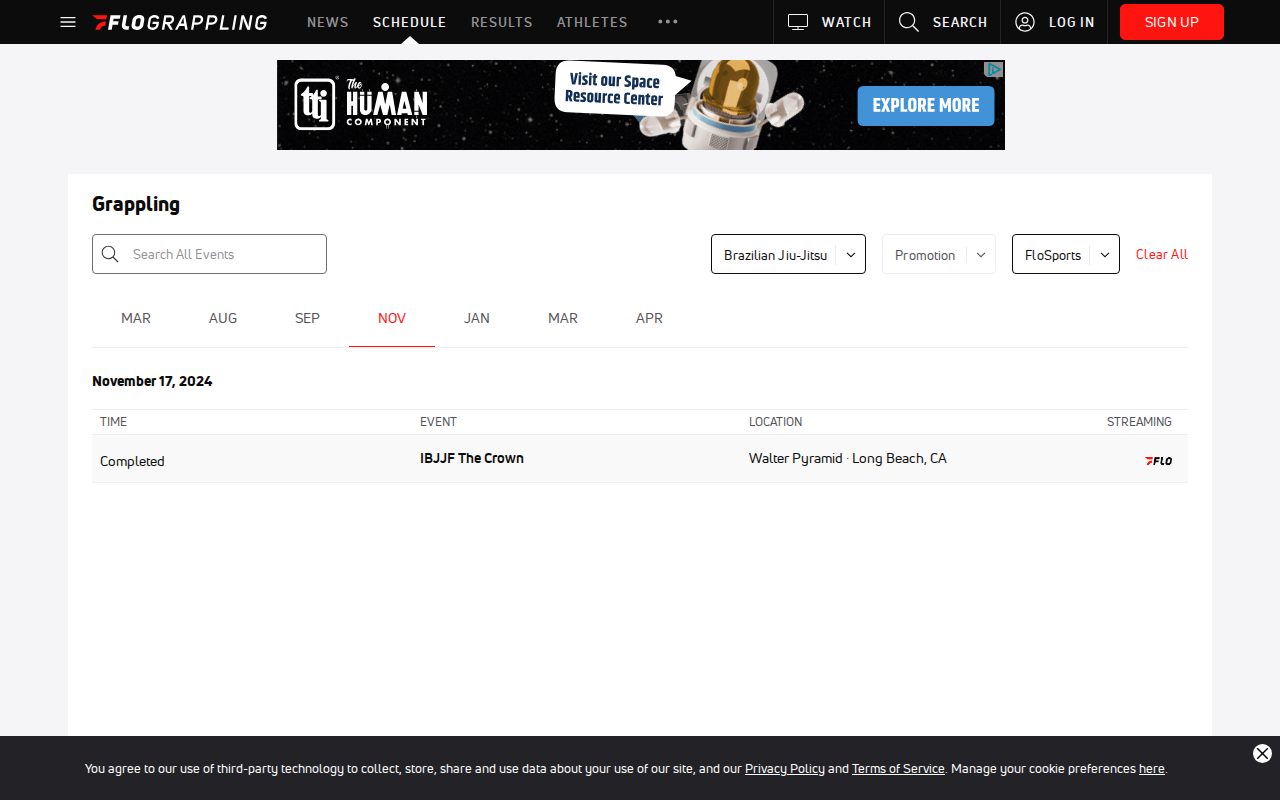 FLOGRAPPLING NEWS SCHEDULE RESULTS ATHLETES WATCH SEARCH LOG IN SIGN UP
tti The HUMAN COMPONENT
Visit our Space
Resource Center
EXPLORE MORE
Grappling
Search All Events Brazilian Jiu-Jitsu Promotion FloSports Clear All
MAR AUG SEP NOV JAN MAR APR
November 17, 2024
TIME EVENT LOCATION STREAMING
Completed IBJJF The Crown Walter Pyramid · Long Beach, CA FLO
You agree to our use of third-party technology to collect, store, share and use data about your use of our site, and our Privacy Policy and Terms of Service. Manage your cookie preferences here.